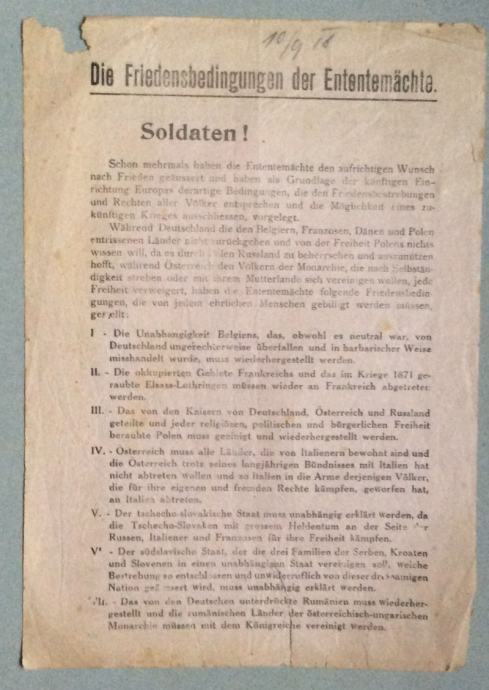 10/9 18
Die Friedensbedingungen der Ententemächte.
Soldaten!
Schon mehrmals haben die Ententemächte den aufrichtigen Wunsch
nach Frieden geäussert und haben als Grundlage der künftigen Ein-
richtung Europas derartige Bedingungen, die den Friedensbestrebungen
und Rechten aller Völker entsprechen und die Möglichkeit eines zu-
künftigen Krieges ausschliessen, vorgelegt.
Während Deutschland die den Belgiern, Franzosen, Dänen und Polen
entrissenen Länder nicht zurückgehen und von der Freiheit Polens nichts
wissen will, da es durch den Russland zu beherrschen und auszunützen
hofft, während Österreich den Völkern der Monarchie, die nach Selbstän-
digkeit streben oder mit ihrem Mutterlande sich vereinigen wollen, jede
Freiheit verweigert, haben die Ententemächte folgende Friedensbedin-
gungen, die von jedem ehrlichen Menschen gebilligt werden müssen,
gestellt:
I - Die Unabhängigkeit Belgiens, das, obwohl es neutral war, von
Deutschland ungerechterweise überfallen und in barbarischer Weise
misshandelt wurde, muss wiederhergestellt werden.
II. - Die okkupierten Gebiete Frankreichs und das im Kriege 1871 ge-
raubte Elsass-Lothringen müssen wieder an Frankreich abgetreten
werden.
III. - Das von den Kaisern von Deutschland, Österreich und Russland
geteilte und jeder religiösen, politischen und bürgerlichen Freiheit
beraubte Polen muss geeinigt und wiederhergestellt werden.
IV. - Österreich muss alle Länder, die von Italienern bewohnt sind und
die Österreich trotz seines langjährigen Bündnisses mit Italien hat
nicht abtreten wollen und so Italien in die Arme derjenigen Völker,
die für ihre eigenen und fremden Rechte kämpfen, geworfen hat,
an Italien abtreten.
V. - Der tschecho-slovakische Staat muss unabhängig erklärt werden, da
die Tschecho-Slovaken mit grossem Heldentum an der Seite der
Russen, Italiener und Franzosen für ihre Freiheit kämpfen.
VI - Der südslavische Staat, der die drei Familien der Serben, Kroaten
und Slovenen in einen unabhängigen Staat vereinigen soll, welche
Bestrebung so entschlossen und unwiderruflich von dieser dreinamigen
Nation geäussert wird, muss unabhängig erklärt werden.
VII. - Das von den Deutschen unterdrückte Rumänien muss wiederher-
gestellt und die rumänischen Länder der österreichisch-ungarischen
Monarchie müssen mit dem Königreiche vereinigt werden.